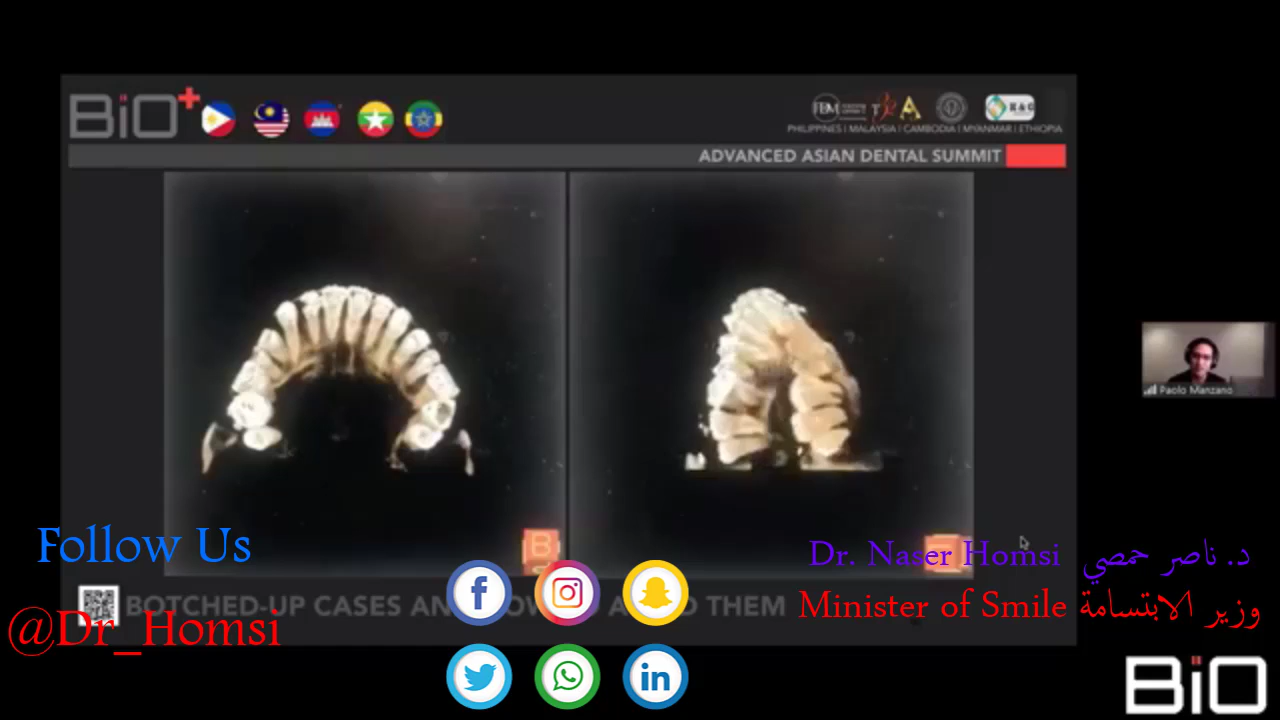 BiO+
PHILIPPINES | MALAYSIA | CAMBODIA | MYANMAR | ETHIOPIA
ADVANCED ASIAN DENTAL SUMMIT
Paolo Manzano
Follow Us
@Dr_Homsi
BOTCHED-UP CASES AN THEM
Dr. Naser Homsi د. ناصر حمصي
Minister of Smile وزير الابتسامة
BiO